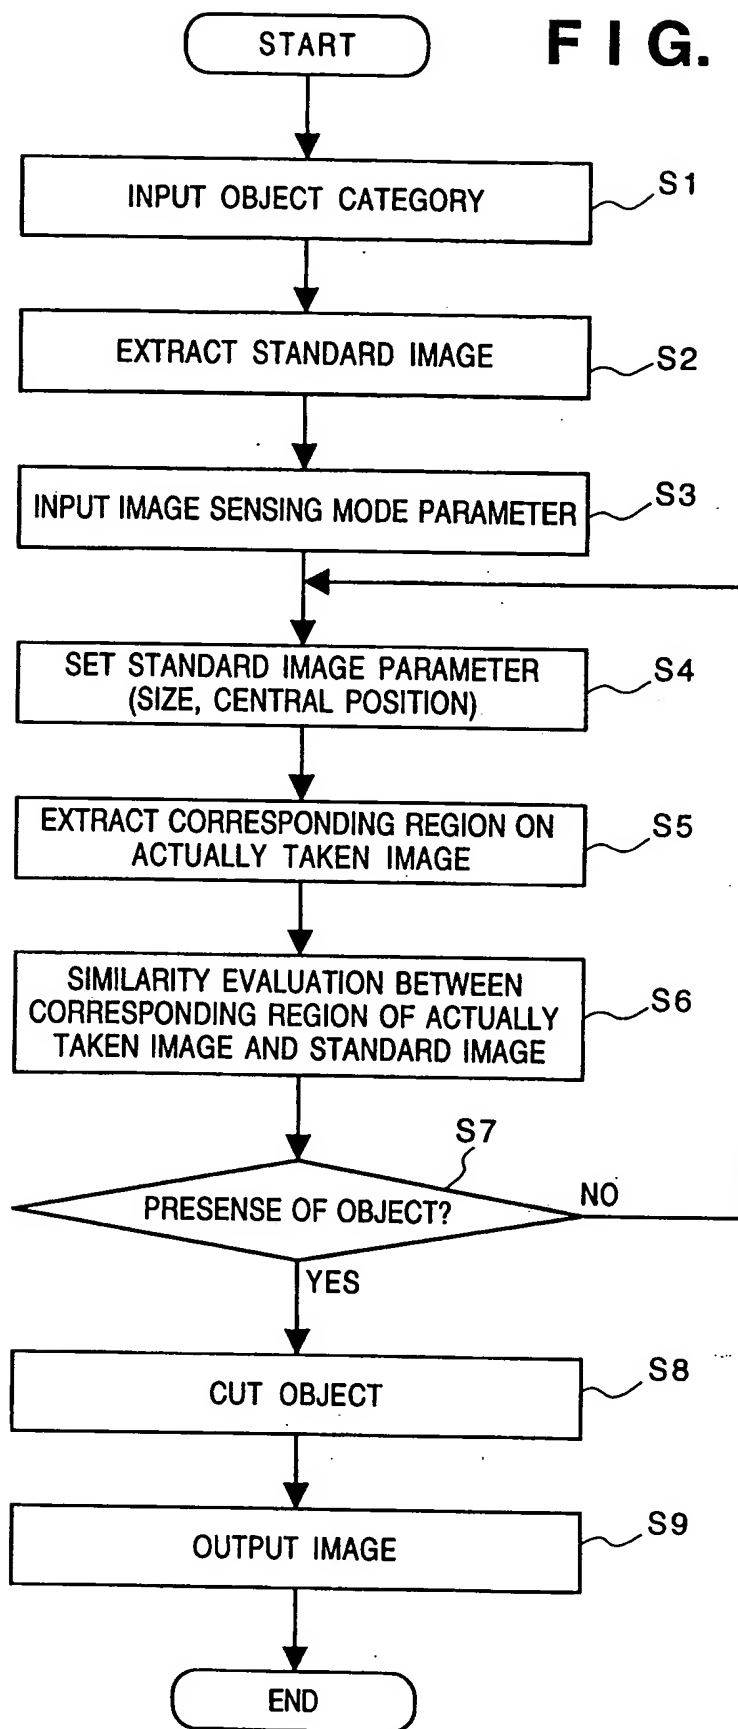 START
F I G.
INPUT OBJECT CATEGORY
S1
EXTRACT STANDARD IMAGE
S2
INPUT IMAGE SENSING MODE PARAMETER
S3
SET STANDARD IMAGE PARAMETER
(SIZE, CENTRAL POSITION)
S4
EXTRACT CORRESPONDING REGION ON
ACTUALLY TAKEN IMAGE
S5
SIMILARITY EVALUATION BETWEEN
CORRESPONDING REGION OF ACTUALLY
TAKEN IMAGE AND STANDARD IMAGE
S6
S7
PRESENSE OF OBJECT?
NO
YES
CUT OBJECT
S8
OUTPUT IMAGE
S9
END